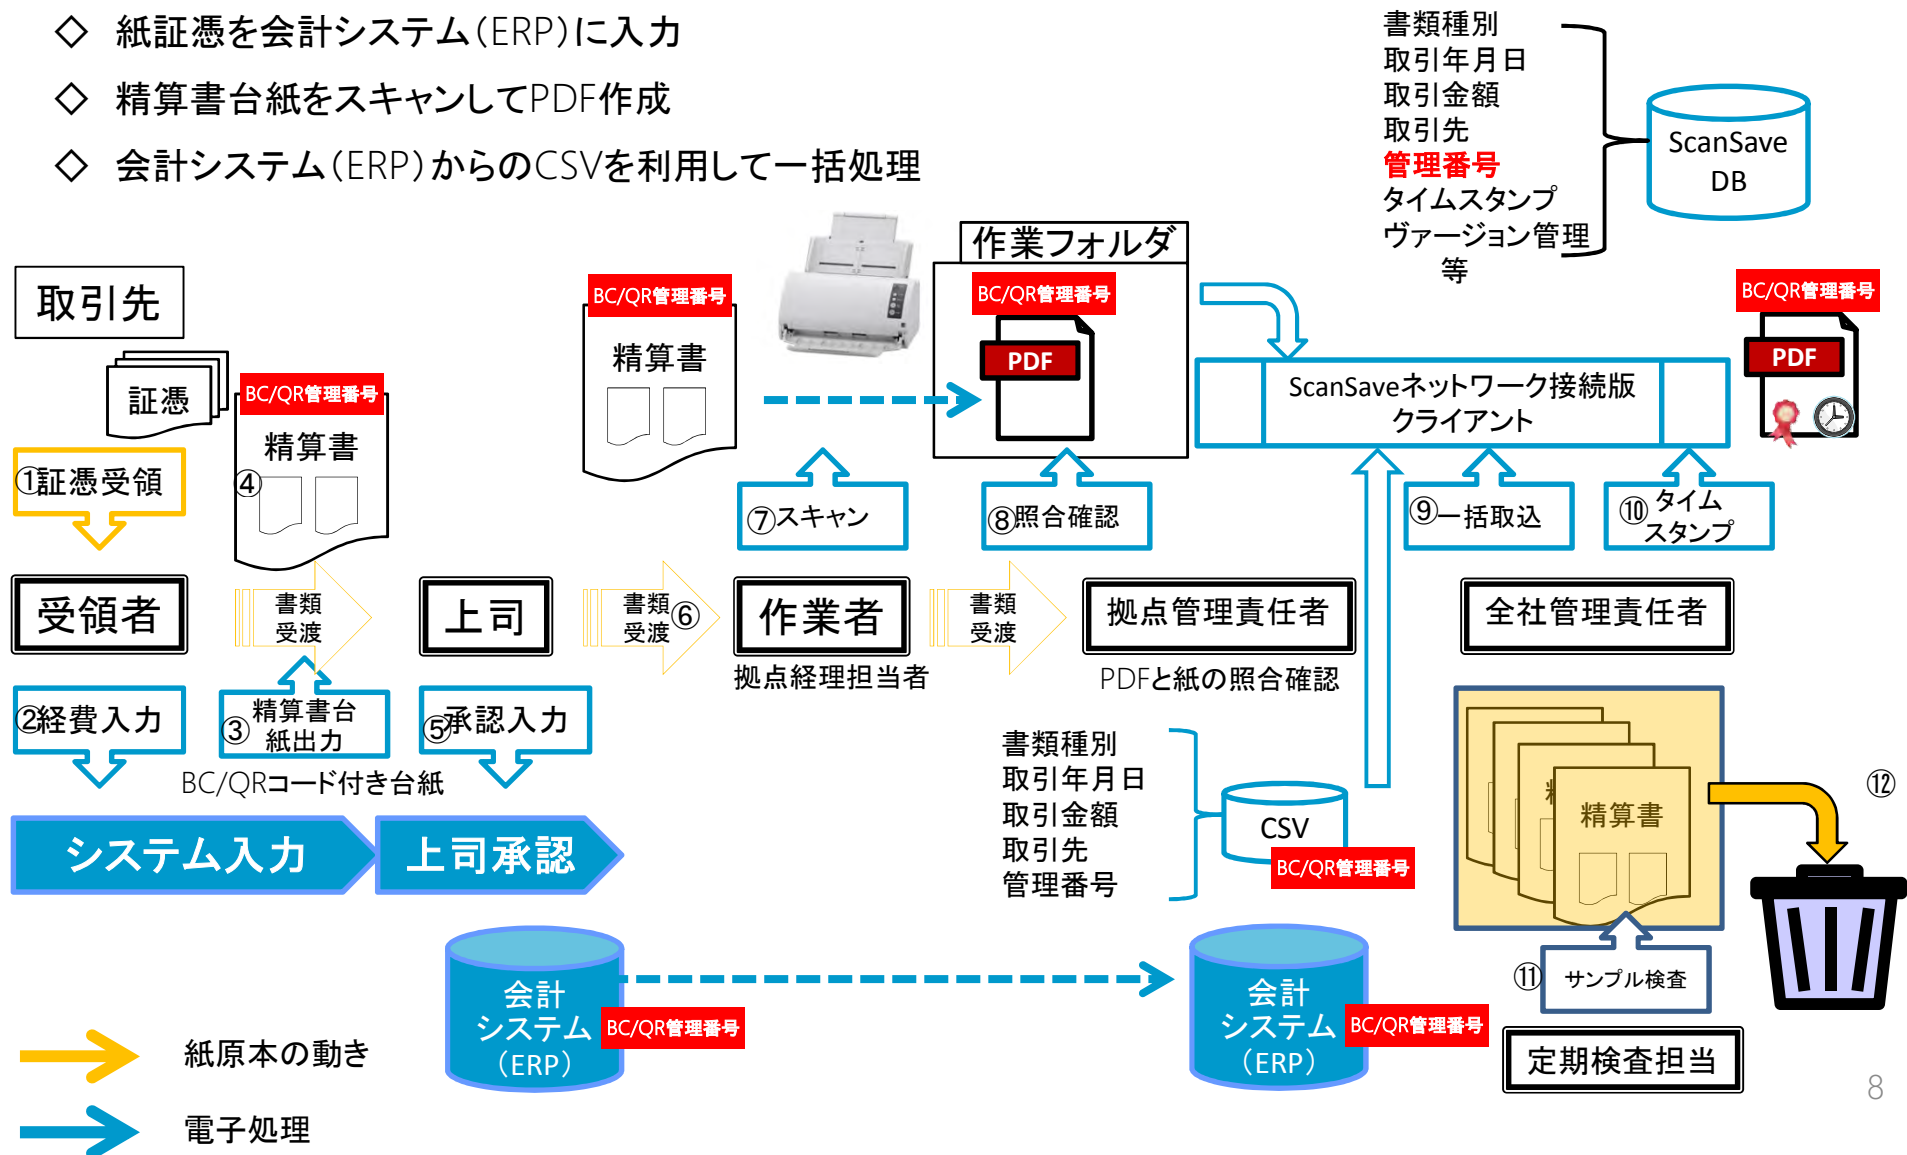 ◇ 紙証憑を会計システム(ERP)に入力
◇ 精算書台紙をスキャンしてPDF作成
◇ 会計システム(ERP)からのCSVを利用して一括処理
書類種別
取引年月日
取引金額
取引先
管理番号
タイムスタンプ
ヴァージョン管理
等
ScanSave
DB
取引先
証憑
BC/QR管理番号
精算書
④
①証憑受領
BC/QR管理番号
精算書
作業フォルダ
BC/QR管理番号
PDF
ScanSaveネットワーク接続版
クライアント
BC/QR管理番号
PDF
⑦スキャン
⑧照合確認
⑨一括取込
⑩タイム
スタンプ
受領者
書類
受渡
上司
書類
受渡⑥
作業者
拠点経理担当者
書類
受渡
拠点管理責任者
PDFと紙の照合確認
全社管理責任者
②経費入力
③精算書台
紙出力
BC/QRコード付き台紙
⑤承認入力
システム入力
上司承認
書類種別
取引年月日
取引金額
取引先
管理番号
CSV
BC/QR管理番号
精
精算書
⑫
⑪
サンプル検査
定期検査担当
会計
システム
(ERP)
BC/QR管理番号
会計
システム
(ERP)
BC/QR管理番号
紙原本の動き
電子処理
8